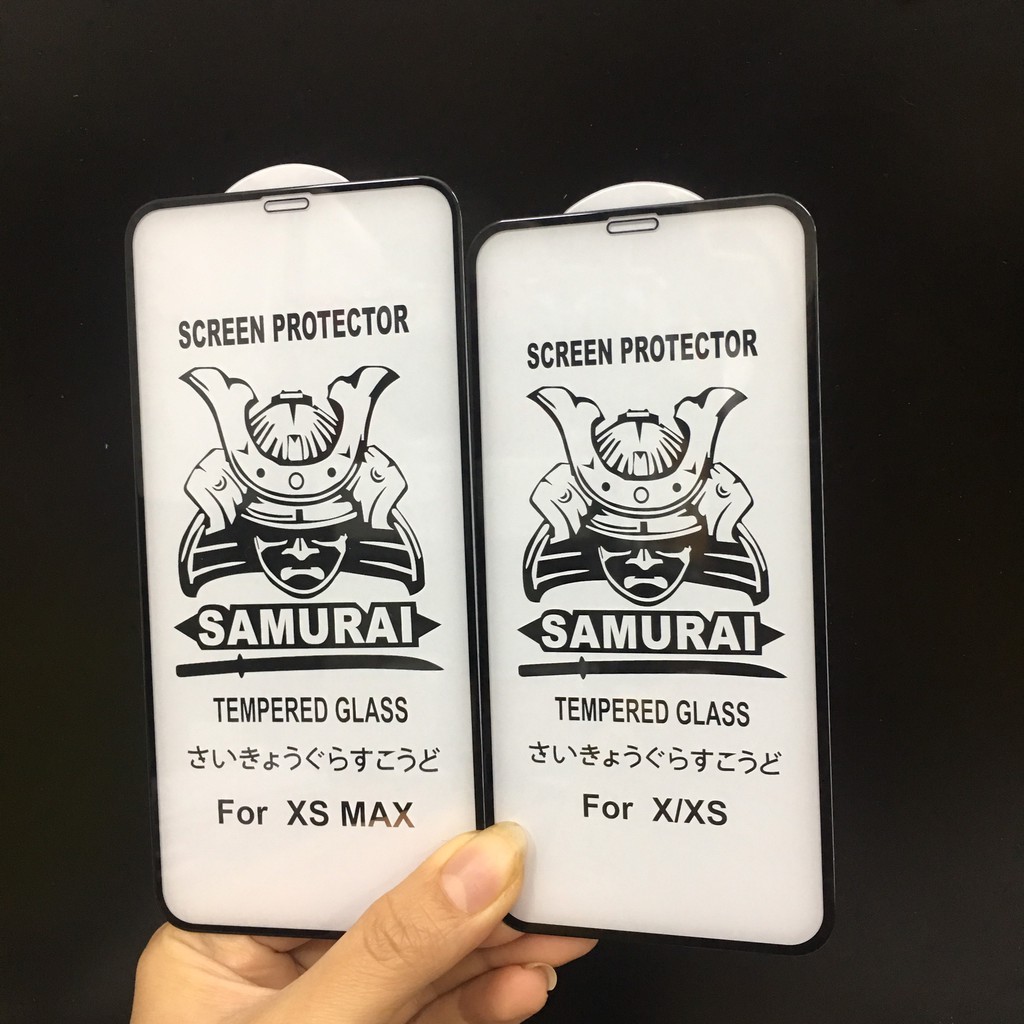 SCREEN PROTECTOR
SAMURAI
TEMPERED GLASS
さいきょうぐらすこうど
For XS MAX
SCREEN PROTECTOR
SAMURAI
TEMPERED GLASS
さいきょうぐらすこうど
For X/XS